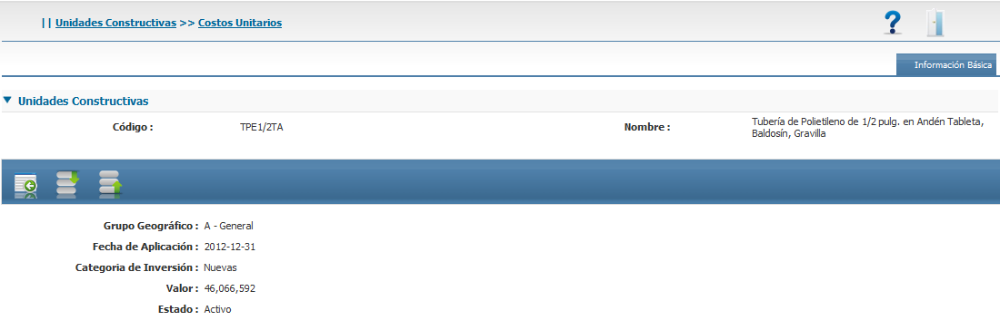 || Unidades Constructivas >> Costos Unitarios
Información Básica
Unidades Constructivas
Código : TPE1/2TA Nombre : Tubería de Polietileno de 1/2 pulg. en Andén Tableta,
Baldosín, Gravilla
Grupo Geográfico : A - General
Fecha de Aplicación : 2012-12-31
Categoria de Inversión : Nuevas
Valor : 46,066,592
Estado : Activo